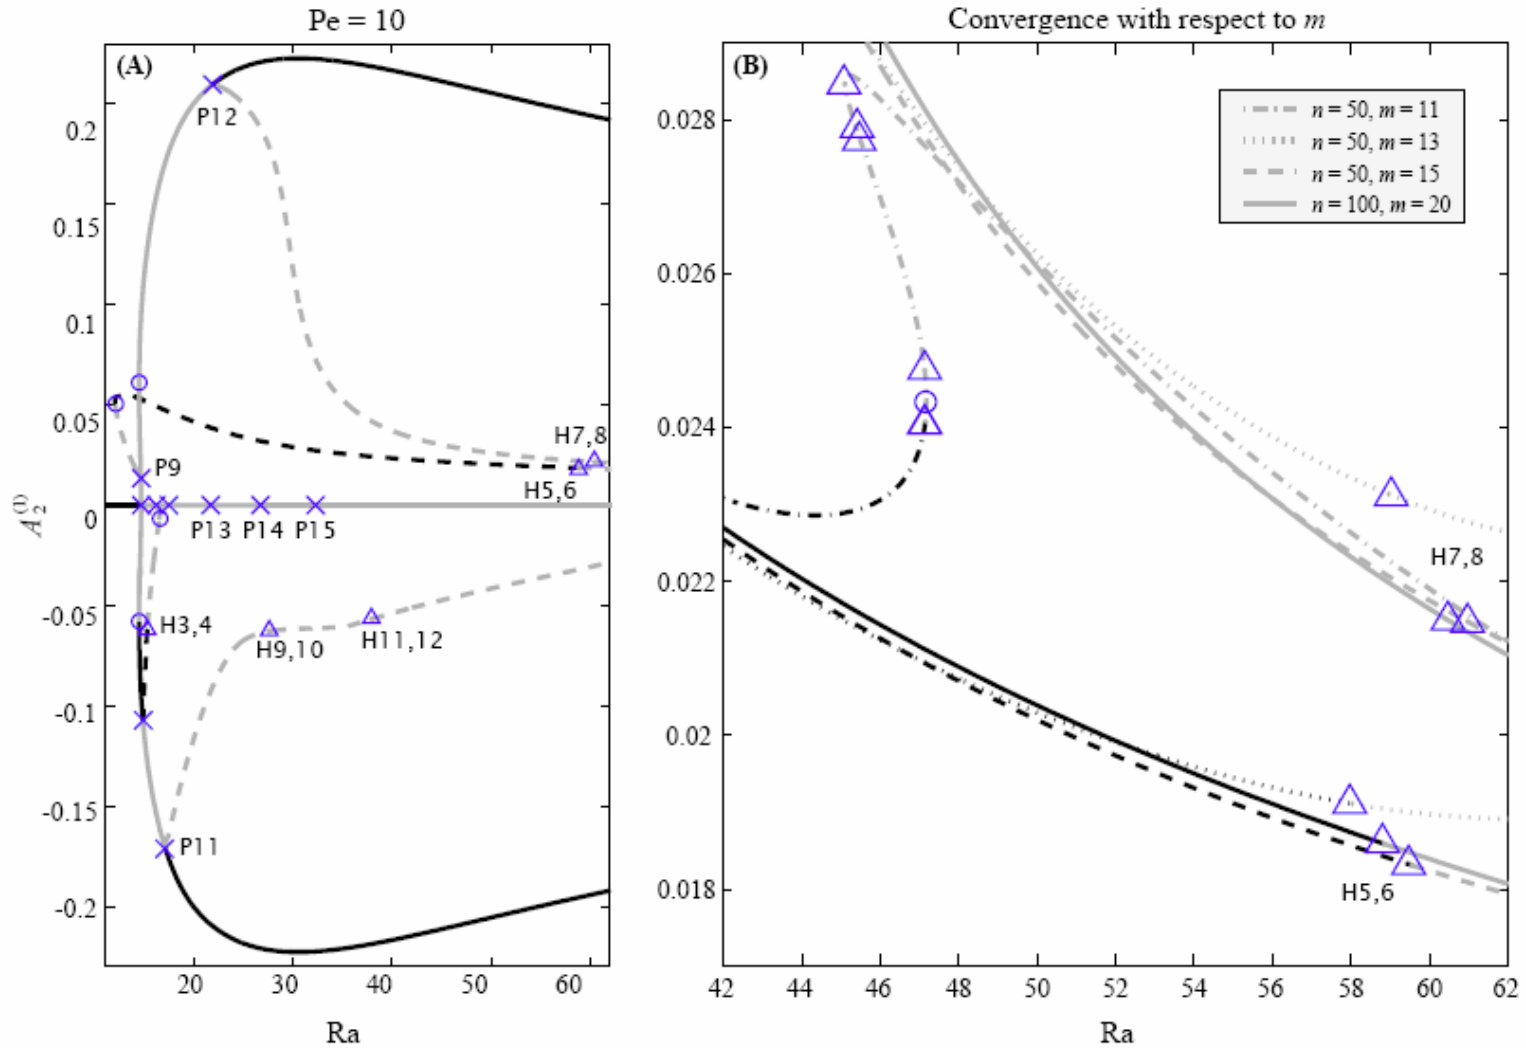 Pe = 10
(A)
0.2
0.15
0.1
0.05
0
-0.05
-0.1
-0.15
-0.2
A₂⁽¹⁾
P12
P9
H7,8
H5,6
P13 P14 P15
H3,4
H9,10
H11,12
P11
20 30 40 50 60
Ra
Convergence with respect to m
(B)
n = 50, m = 11
n = 50, m = 13
n = 50, m = 15
n = 100, m = 20
0.028
0.026
0.024
0.022
0.02
0.018
H7,8
H5,6
42 44 46 48 50 52 54 56 58 60 62
Ra